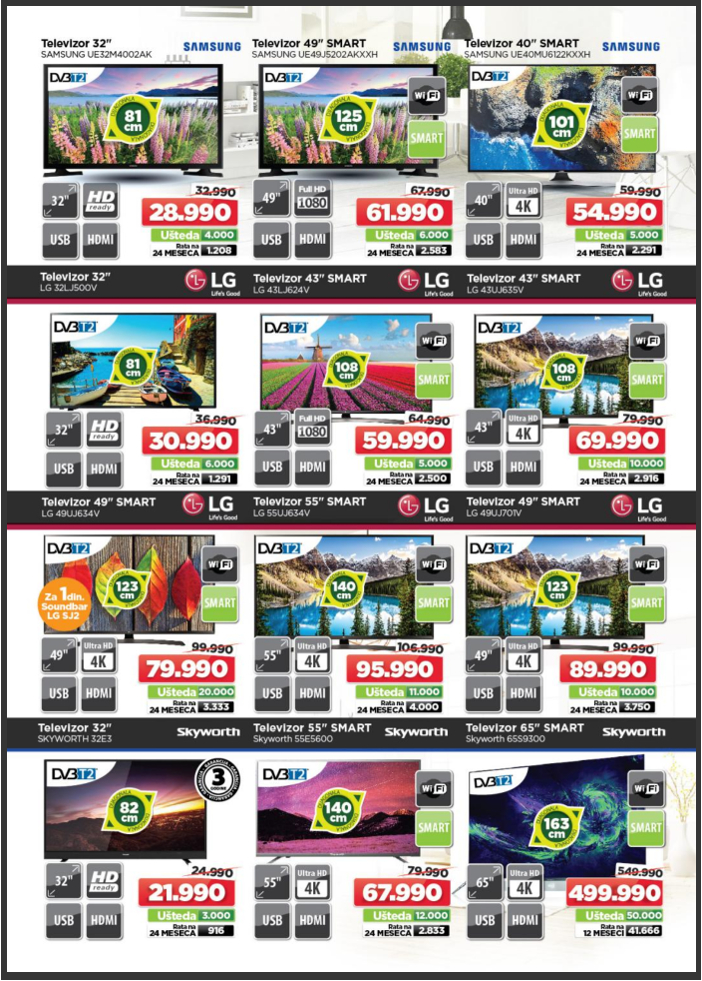 Televizor 32" SAMSUNG
SAMSUNG UE32M4002AK
DVB T2
81 cm
32" HD ready
USB HDMI
32.990
28.990
Ušteda 4.000
Rata na 24 MESECA 1.208
Televizor 49" SMART SAMSUNG
SAMSUNG UE49J5202AKXXH
DVB T2
125 cm
WiFi
SMART
49" Full HD 1080
USB HDMI
67.990
61.990
Ušteda 6.000
Rata na 24 MESECA 2.583
Televizor 40" SMART SAMSUNG
SAMSUNG UE40MU6122KXXH
DVB T2
101 cm
WiFi
SMART
40" Ultra HD 4K
USB HDMI
59.990
54.990
Ušteda 5.000
Rata na 24 MESECA 2.291
Televizor 32" LG
LG 32LJ500V Life's Good
DVB T2
81 cm
32" HD ready
USB HDMI
36.990
30.990
Ušteda 6.000
Rata na 24 MESECA 1.291
Televizor 43" SMART LG
LG 43LJ624V Life's Good
DVB T2
108 cm
WiFi
SMART
43" Full HD 1080
USB HDMI
64.990
59.990
Ušteda 5.000
Rata na 24 MESECA 2.500
Televizor 43" SMART LG
LG 43UJ635V Life's Good
DVB T2
108 cm
WiFi
SMART
43" Ultra HD 4K
USB HDMI
79.990
69.990
Ušteda 10.000
Rata na 24 MESECA 2.916
Televizor 49" SMART LG
LG 49UJ634V Life's Good
DVB T2
123 cm
WiFi
SMART
Za 1 din.
Soundbar
LG SJ2
49" Ultra HD 4K
USB HDMI
99.990
79.990
Ušteda 20.000
Rata na 24 MESECA 3.333
Televizor 55" SMART LG
LG 55UJ634V Life's Good
DVB T2
140 cm
WiFi
SMART
55" Ultra HD 4K
USB HDMI
106.990
95.990
Ušteda 11.000
Rata na 24 MESECA 4.000
Televizor 49" SMART LG
LG 49UJ701V Life's Good
DVB T2
123 cm
WiFi
SMART
49" Ultra HD 4K
USB HDMI
99.990
89.990
Ušteda 10.000
Rata na 24 MESECA 3.750
Televizor 32" Skyworth
SKYWORTH 32E3
DVB T2
82 cm
3
32" HD ready
USB HDMI
24.990
21.990
Ušteda 3.000
Rata na 24 MESECA 916
Televizor 55" SMART Skyworth
Skyworth 55E5600
DVB T2
140 cm
WiFi
SMART
55" Ultra HD 4K
USB HDMI
79.990
67.990
Ušteda 12.000
Rata na 24 MESECA 2.833
Televizor 65" SMART Skyworth
Skyworth 65S9300
DVB T2
163 cm
WiFi
SMART
65" Ultra HD 4K
USB HDMI
549.990
499.990
Ušteda 50.000
Rata na 12 MESECI 41.666